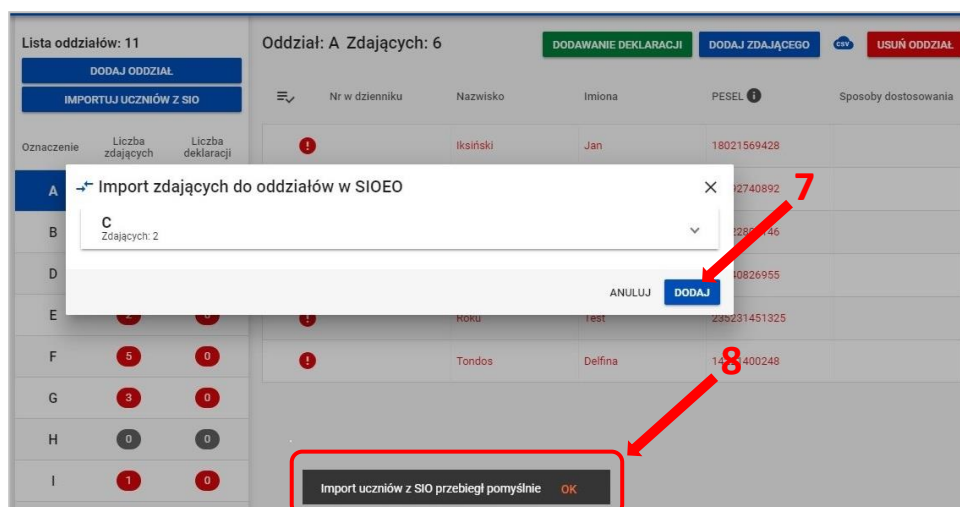 Lista oddziałów: 11
DODAJ ODDZIAŁ
IMPORTUJ UCZNIÓW Z SIO
Oddział: A Zdających: 6
DODAWANIE DEKLARACJI
DODAJ ZDAJĄCEGO
CSV
USUŃ ODDZIAŁ
Nr w dzienniku Nazwisko Imiona PESEL Sposoby dostosowania
Oznaczenie Liczba zdających Liczba deklaracji
Iksiński Jan 18021569428
A
Import zdających do oddziałów w SIOEO
7
C
Zdających: 2
B
D
ANULUJ DODAJ
E
Roku Test 235231451325
F 5 0
Tondos Delfina
8
G 3 0
H 0 0
I 1 0
Import uczniów z SIO przebiegł pomyślnie OK